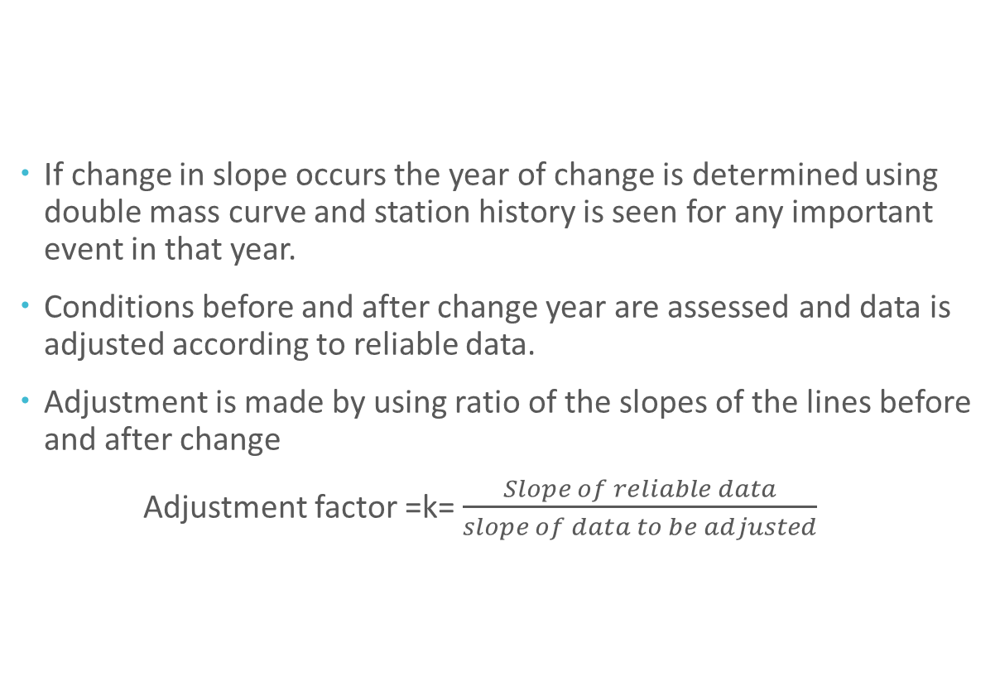 • If change in slope occurs the year of change is determined using
double mass curve and station history is seen for any important
event in that year.
• Conditions before and after change year are assessed and data is
adjusted according to reliable data.
• Adjustment is made by using ratio of the slopes of the lines before
and after change
Slope of reliable data
Adjustment factor =k=
slope of data to be adjusted